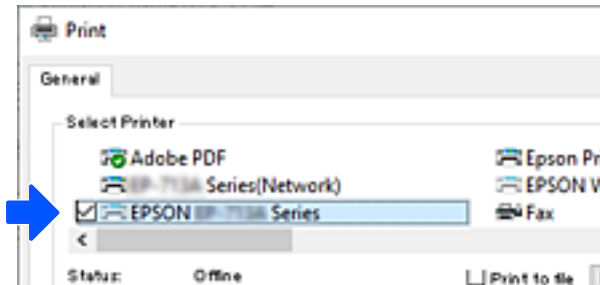 Print
General
Select Printer
Adobe PDF
Epson Pr
Series(Network)
EPSON W
EPSON Series
Fax
Status: Offline
Print to file